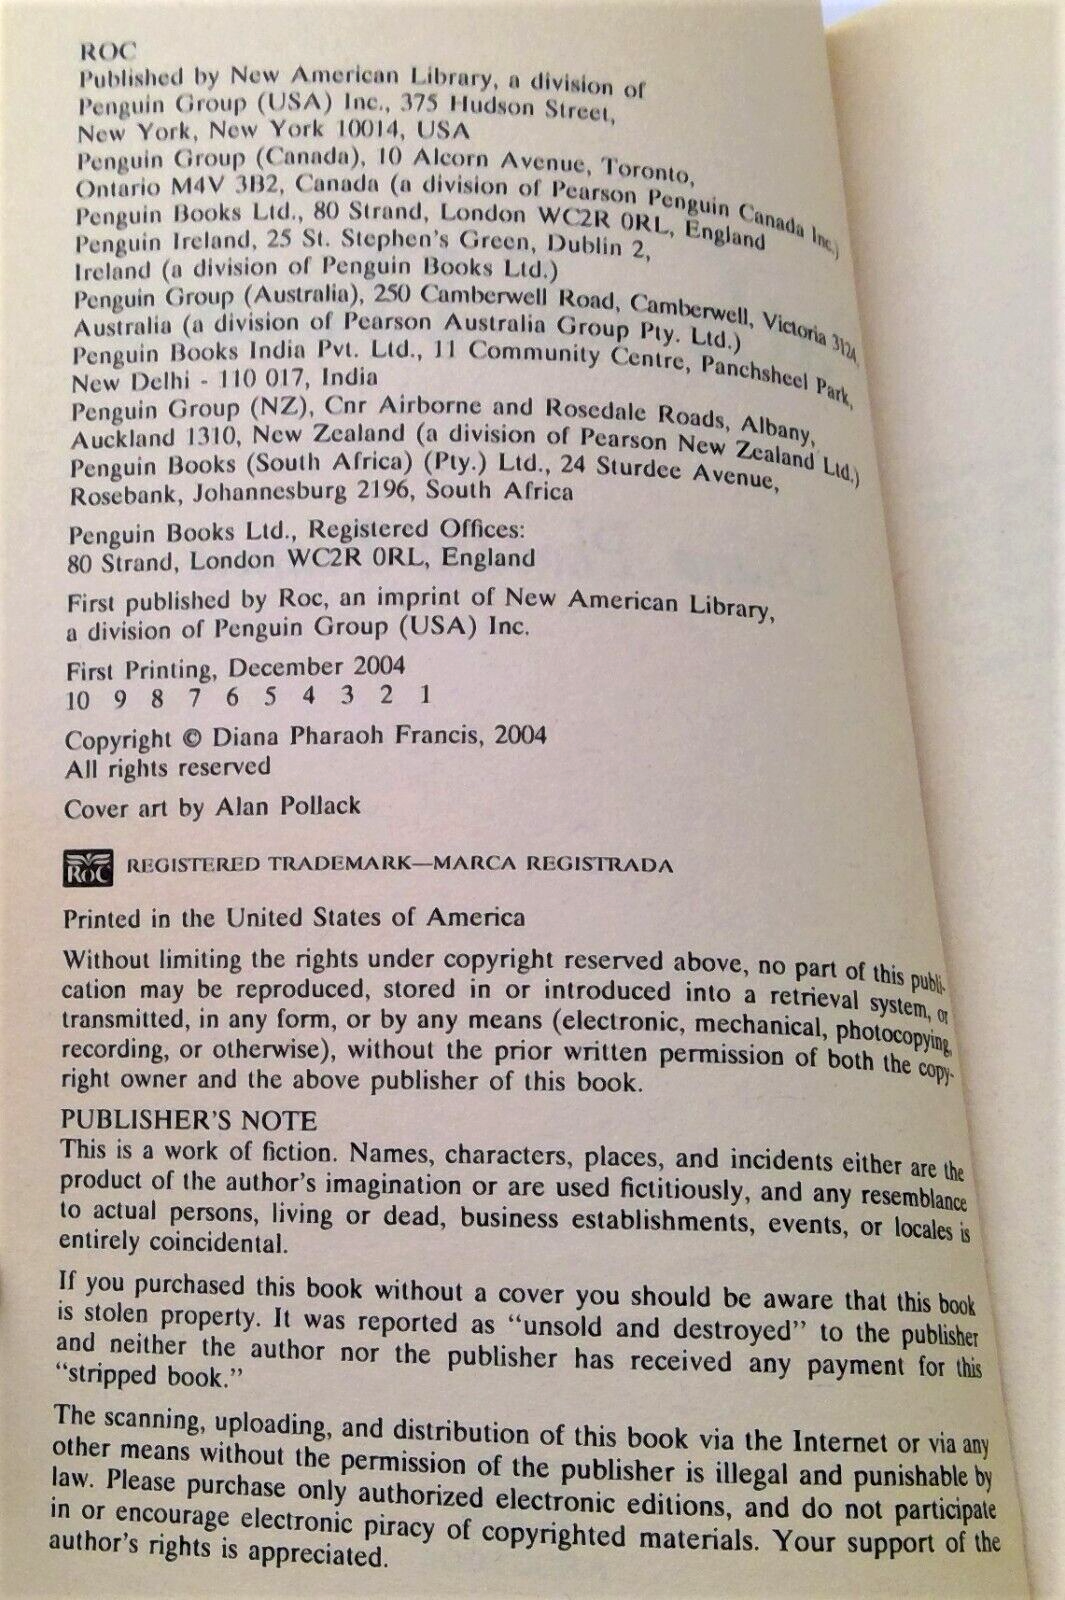 ROC
Published by New American Library, a division of
Penguin Group (USA) Inc., 375 Hudson Street,
New York, New York 10014, USA
Penguin Group (Canada), 10 Alcorn Avenue, Toronto,
Ontario M4V 3B2, Canada (a division of Pearson Penguin Canada Inc.)
Penguin Books Ltd., 80 Strand, London WC2R 0RL, England
Penguin Ireland, 25 St. Stephen's Green, Dublin 2,
Ireland (a division of Penguin Books Ltd.)
Penguin Group (Australia), 250 Camberwell Road, Camberwell, Victoria 3124,
Australia (a division of Pearson Australia Group Pty. Ltd.)
Penguin Books India Pvt. Ltd., 11 Community Centre, Panchsheel Park,
New Delhi - 110 017, India
Penguin Group (NZ), Cnr Airborne and Rosedale Roads, Albany,
Auckland 1310, New Zealand (a division of Pearson New Zealand Ltd.)
Penguin Books (South Africa) (Pty.) Ltd., 24 Sturdee Avenue,
Rosebank, Johannesburg 2196, South Africa
Penguin Books Ltd., Registered Offices:
80 Strand, London WC2R 0RL, England
First published by Roc, an imprint of New American Library,
a division of Penguin Group (USA) Inc.
First Printing, December 2004
10 9 8 7 6 5 4 3 2 1
Copyright © Diana Pharaoh Francis, 2004
All rights reserved
Cover art by Alan Pollack
ROC REGISTERED TRADEMARK—MARCA REGISTRADA
Printed in the United States of America
Without limiting the rights under copyright reserved above, no part of this publi-
cation may be reproduced, stored in or introduced into a retrieval system, or
transmitted, in any form, or by any means (electronic, mechanical, photocopying,
recording, or otherwise), without the prior written permission of both the copy-
right owner and the above publisher of this book.
PUBLISHER'S NOTE
This is a work of fiction. Names, characters, places, and incidents either are the
product of the author's imagination or are used fictitiously, and any resemblance
to actual persons, living or dead, business establishments, events, or locales is
entirely coincidental.
If you purchased this book without a cover you should be aware that this book
is stolen property. It was reported as "unsold and destroyed" to the publisher
and neither the author nor the publisher has received any payment for this
"stripped book."
The scanning, uploading, and distribution of this book via the Internet or via any
other means without the permission of the publisher is illegal and punishable by
law. Please purchase only authorized electronic editions, and do not participate
in or encourage electronic piracy of copyrighted materials. Your support of the
author's rights is appreciated.